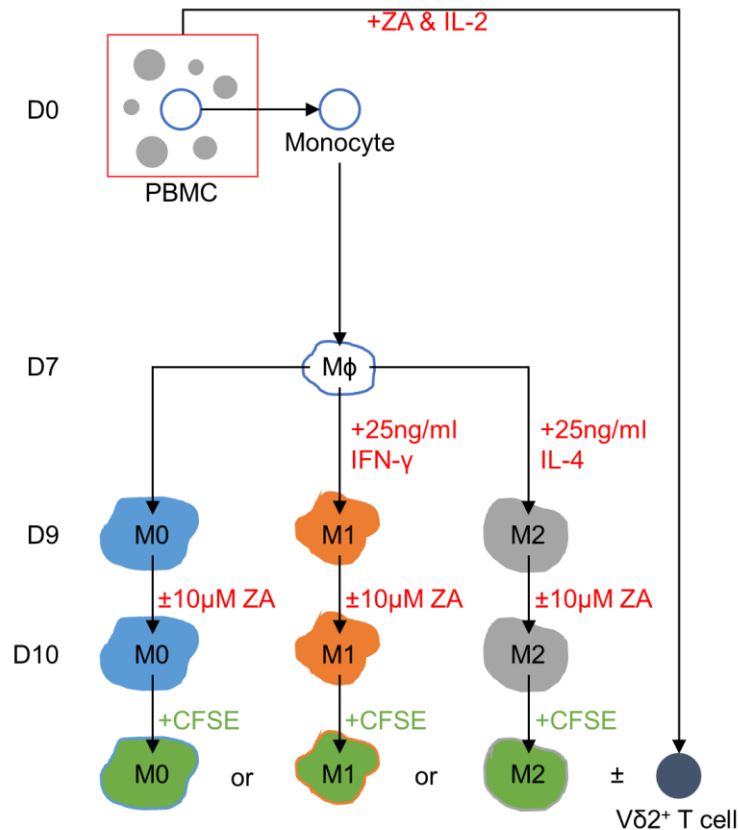 +ZA & IL-2
D0
Monocyte
PBMC
D7
Mϕ
+25ng/ml
IFN-γ
+25ng/ml
IL-4
D9
M0
M1
M2
±10µM ZA
±10µM ZA
±10µM ZA
D10
M0
M1
M2
+CFSE
+CFSE
+CFSE
M0 or M1 or M2 ±
Vδ2⁺ T cell